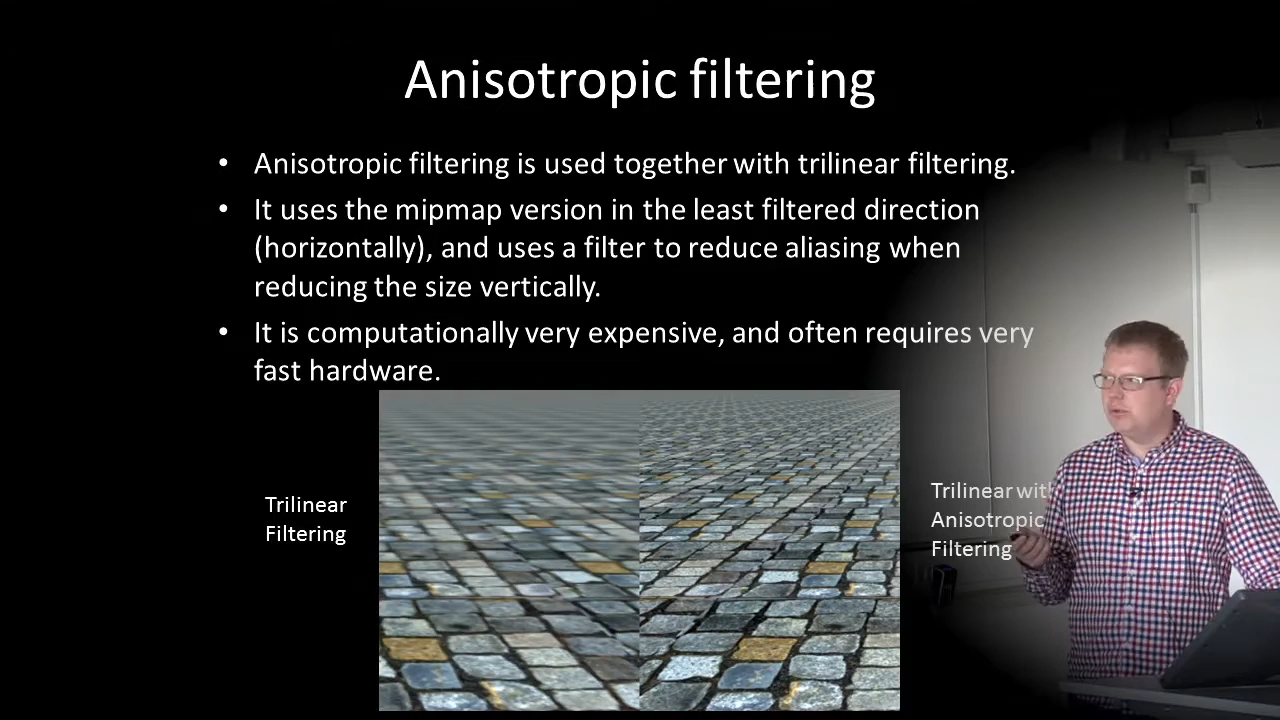 Anisotropic filtering
• Anisotropic filtering is used together with trilinear filtering.
• It uses the mipmap version in the least filtered direction
(horizontally), and uses a filter to reduce aliasing when
reducing the size vertically.
• It is computationally very expensive, and often requires very
fast hardware.
Trilinear
Filtering
Trilinear with
Anisotropic
Filtering